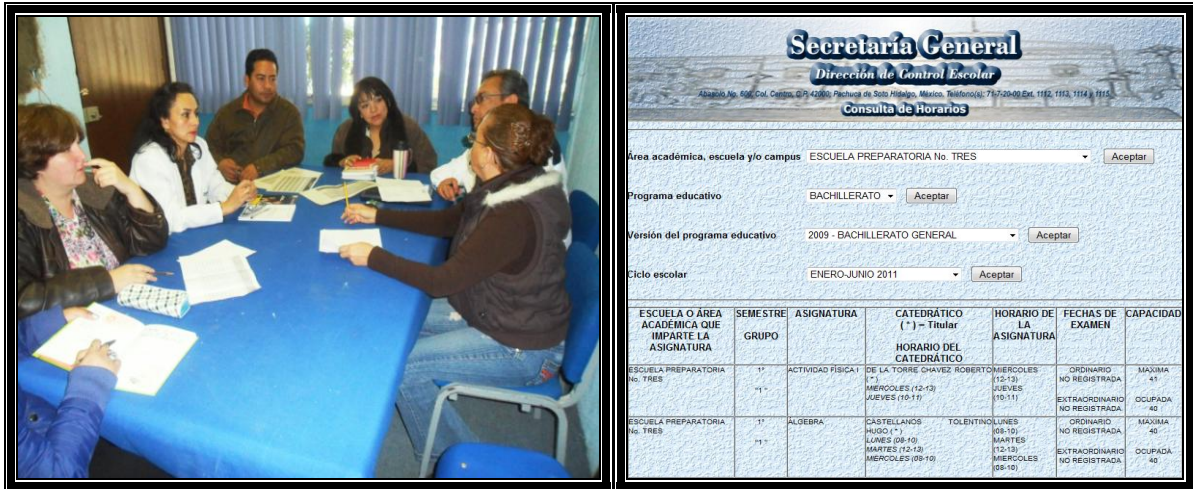 Secretaría General
Dirección de Control Escolar
Abasolo No. 600, Col. Centro, C.P. 42000; Pachuca de Soto Hidalgo, México, Teléfono(s): 71-7-20-00 Ext. 1112, 1113, 1114 y 1115
Consulta de Horarios
Área académica, escuela y/o campus ESCUELA PREPARATORIA No. TRES Aceptar
Programa educativo BACHILLERATO Aceptar
Versión del programa educativo 2009 - BACHILLERATO GENERAL Aceptar
Ciclo escolar ENERO-JUNIO 2011 Aceptar
ESCUELA O ÁREA SEMESTRE ASIGNATURA CATEDRÁTICO HORARIO DE FECHAS DE CAPACIDAD
ACADÉMICA QUE ( * ) = Titular LA EXAMEN
IMPARTE LA GRUPO ASIGNATURA
ASIGNATURA HORARIO DEL
CATEDRÁTICO
ESCUELA PREPARATORIA 1° ACTIVIDAD FÍSICA I DE LA TORRE CHAVEZ ROBERTO MIERCOLES ORDINARIO MAXIMA
No. TRES ( * ) (12-13) NO REGISTRADA 41
"1 " MIERCOLES (12-13) JUEVES
JUEVES (10-11) (10-11) EXTRAORDINARIO OCUPADA
NO REGISTRADA 40
ESCUELA PREPARATORIA 1° ÁLGEBRA CASTELLANOS TOLENTINO LUNES ORDINARIO MAXIMA
No. TRES HUGO ( * ) (08-10) NO REGISTRADA 40
"1 " LUNES (08-10) MARTES
MARTES (12-13) (12-13) EXTRAORDINARIO OCUPADA
MIERCOLES (08-10) MIERCOLES NO REGISTRADA 40
(08-10)